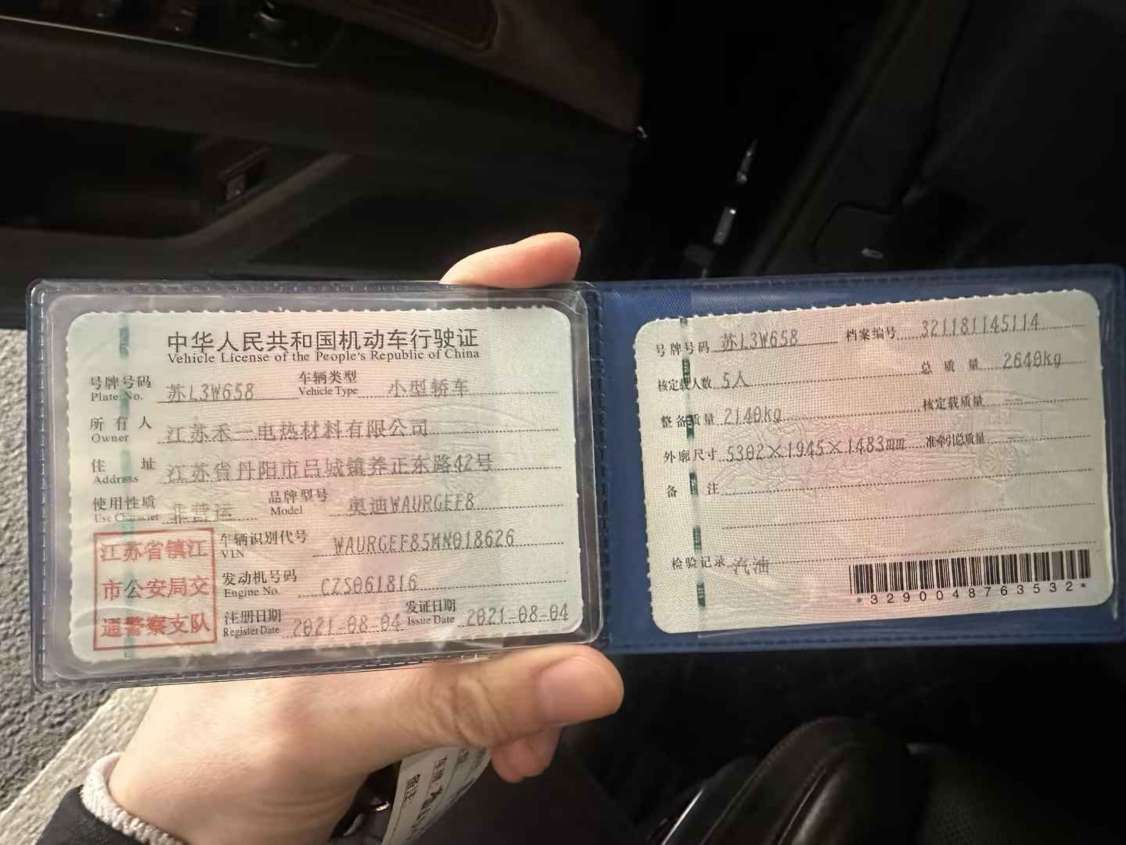 中华人民共和国机动车行驶证
Vehicle License of the People's Republic of China
号牌号码 苏L3W658 车辆类型 小型轿车
Plate No. Vehicle Type
所有人 江苏禾一电热材料有限公司
Owner
住址 江苏省丹阳市吕城镇养正东路42号
Address
使用性质 非营运 品牌型号 奥迪WAURGEF8
Use Character Model
车辆识别代号 WAURGEF85MN018626
VIN
发动机号码 CZS061816
Engine No.
注册日期 2021-08-04 发证日期 2021-08-04
Register Date Issue Date
江苏省镇江
市公安局交
通警察支队
号牌号码 苏L3W658 档案编号 321181145114
核定载人数 5人 总质量 2640kg
整备质量 2140kg 核定载质量
外廓尺寸 5302×1945×1483mm 准牵引总质量
备注
检验记录 汽油
*3290048763532*